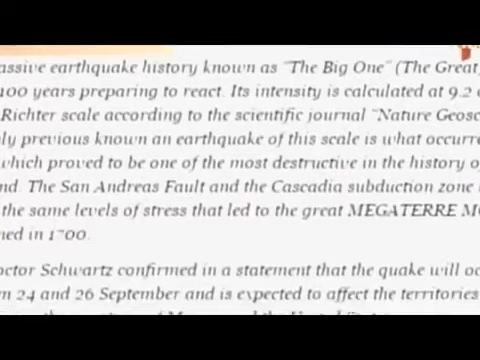 assive earthquake history known as "The Big One" (The Great
100 years preparing to react. Its intensity is calculated at 9.2
Richter scale according to the scientific journal "Nature Geosc
ly previous known an earthquake of this scale is what occurre
which proved to be one of the most destructive in the history of
nd. The San Andreas Fault and the Cascadia subduction zone
the same levels of stress that led to the great MEGATERRE M
ned in 1700.
octor Schwartz confirmed in a statement that the quake will oc
m 24 and 26 September and is expected to affect the territories